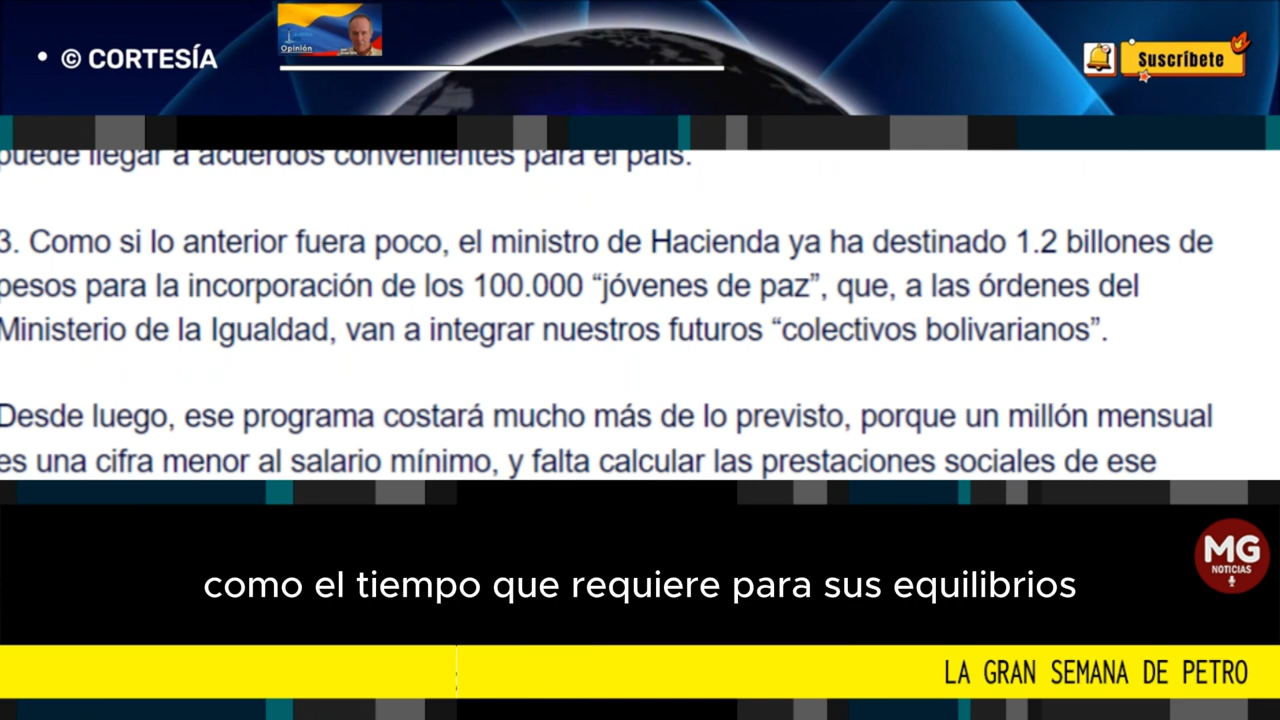 • © CORTESÍA
Opinión
Suscríbete
puede llegar a acuerdos convenientes para el país.
3. Como si lo anterior fuera poco, el ministro de Hacienda ya ha destinado 1.2 billones de
pesos para la incorporación de los 100.000 “jóvenes de paz”, que, a las órdenes del
Ministerio de la Igualdad, van a integrar nuestros futuros “colectivos bolivarianos”.
Desde luego, ese programa costará mucho más de lo previsto, porque un millón mensual
es una cifra menor al salario mínimo, y falta calcular las prestaciones sociales de ese
MG
NOTICIAS
como el tiempo que requiere para sus equilibrios
LA GRAN SEMANA DE PETRO